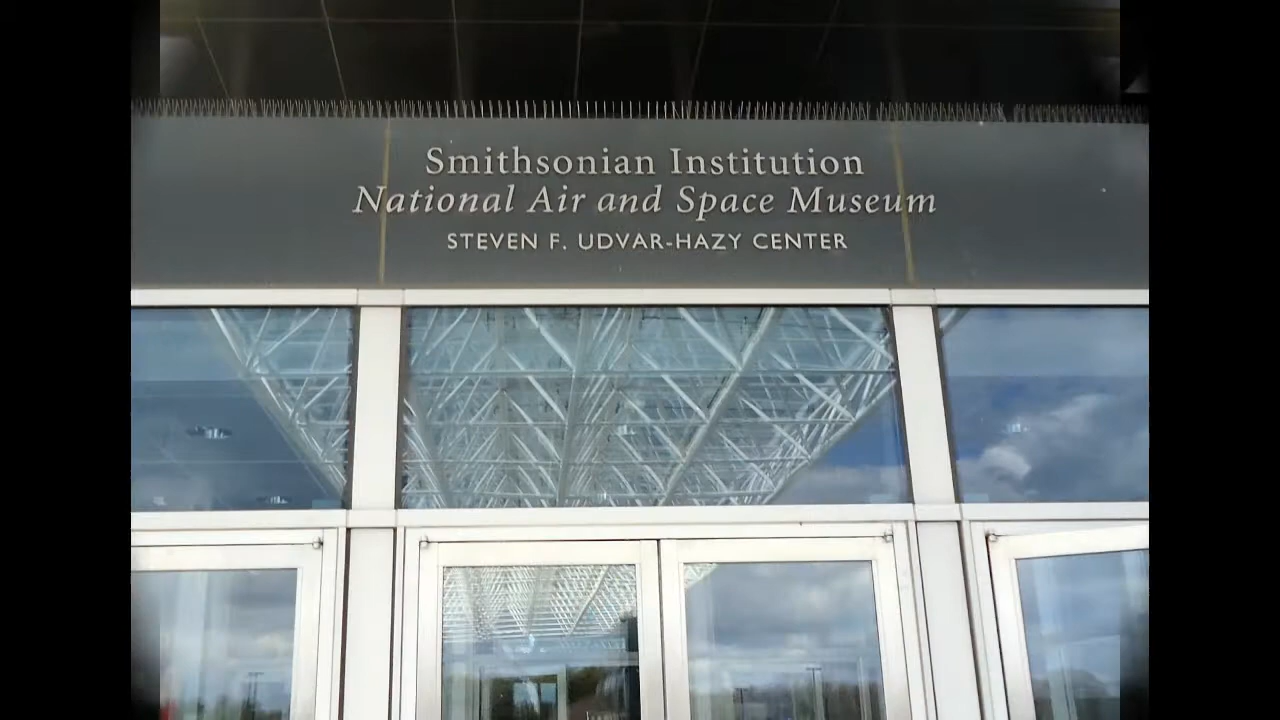 Smithsonian Institution
National Air and Space Museum
STEVEN F. UDVAR-HAZY CENTER